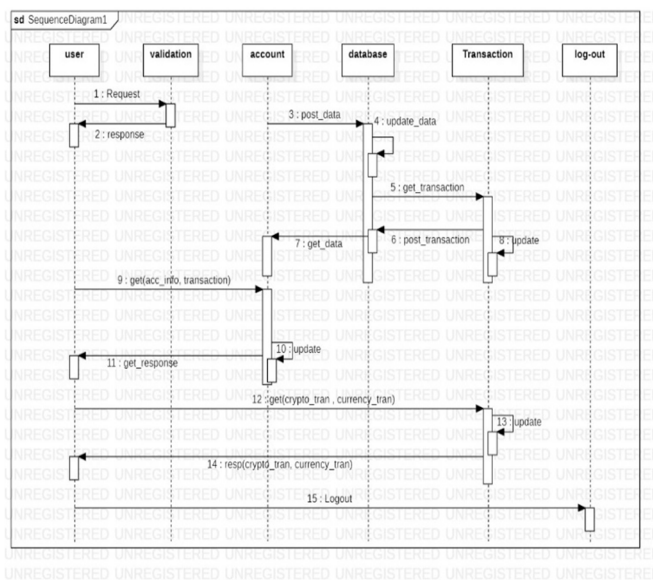 sd SequenceDiagram1
user
validation
account
database
Transaction
log-out
1 : Request
2 : response
3 : post_data
4 : update_data
5 : get_transaction
6 : post_transaction
7 : get_data
8 : update
9 : get(acc_info, transaction)
10 : update
11 : get_response
12 : get(crypto_tran , currency_tran)
13 : update
14 : resp(crypto_tran, currency_tran)
15 : Logout
UNREGISTERED